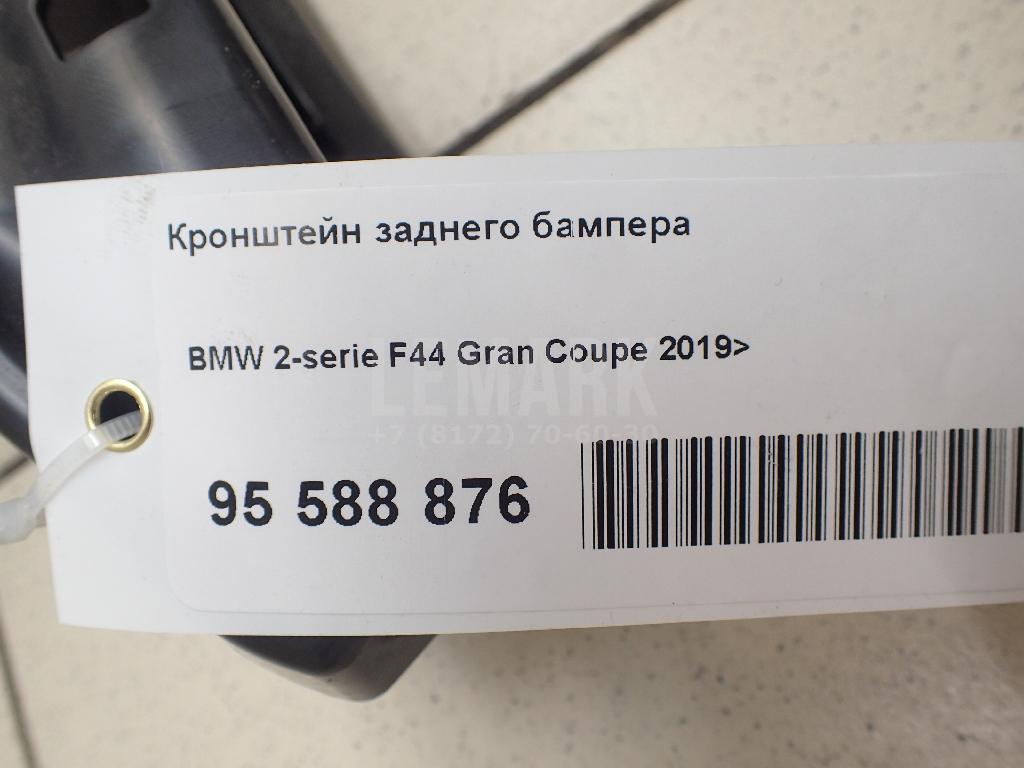 Кронштейн заднего бампера
BMW 2-serie F44 Gran Coupe 2019>
LEMARK
+7 (8172) 70-60-30
95 588 876